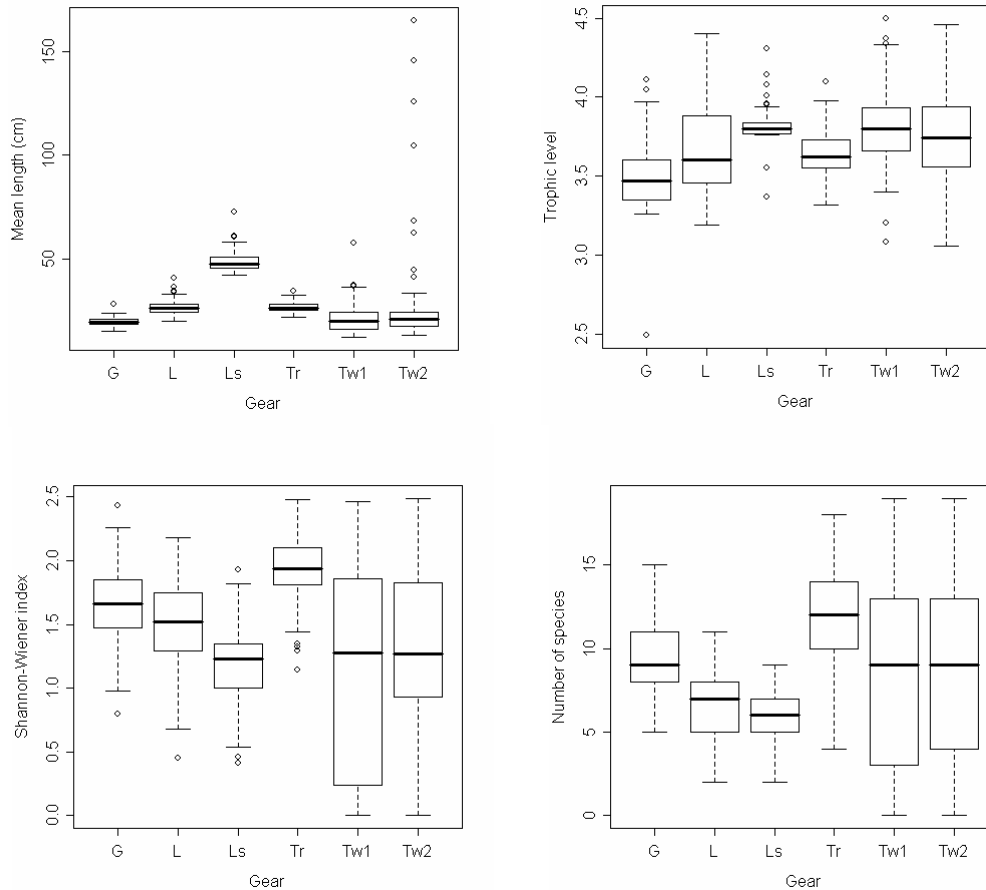 Mean length (cm)
150
100
50
G L Ls Tr Tw1 Tw2
Gear
Trophic level
4.5
4.0
3.5
3.0
2.5
G L Ls Tr Tw1 Tw2
Gear
Shannon-Wiener index
2.5
2.0
1.5
1.0
0.5
0.0
G L Ls Tr Tw1 Tw2
Gear
Number of species
15
10
5
0
G L Ls Tr Tw1 Tw2
Gear